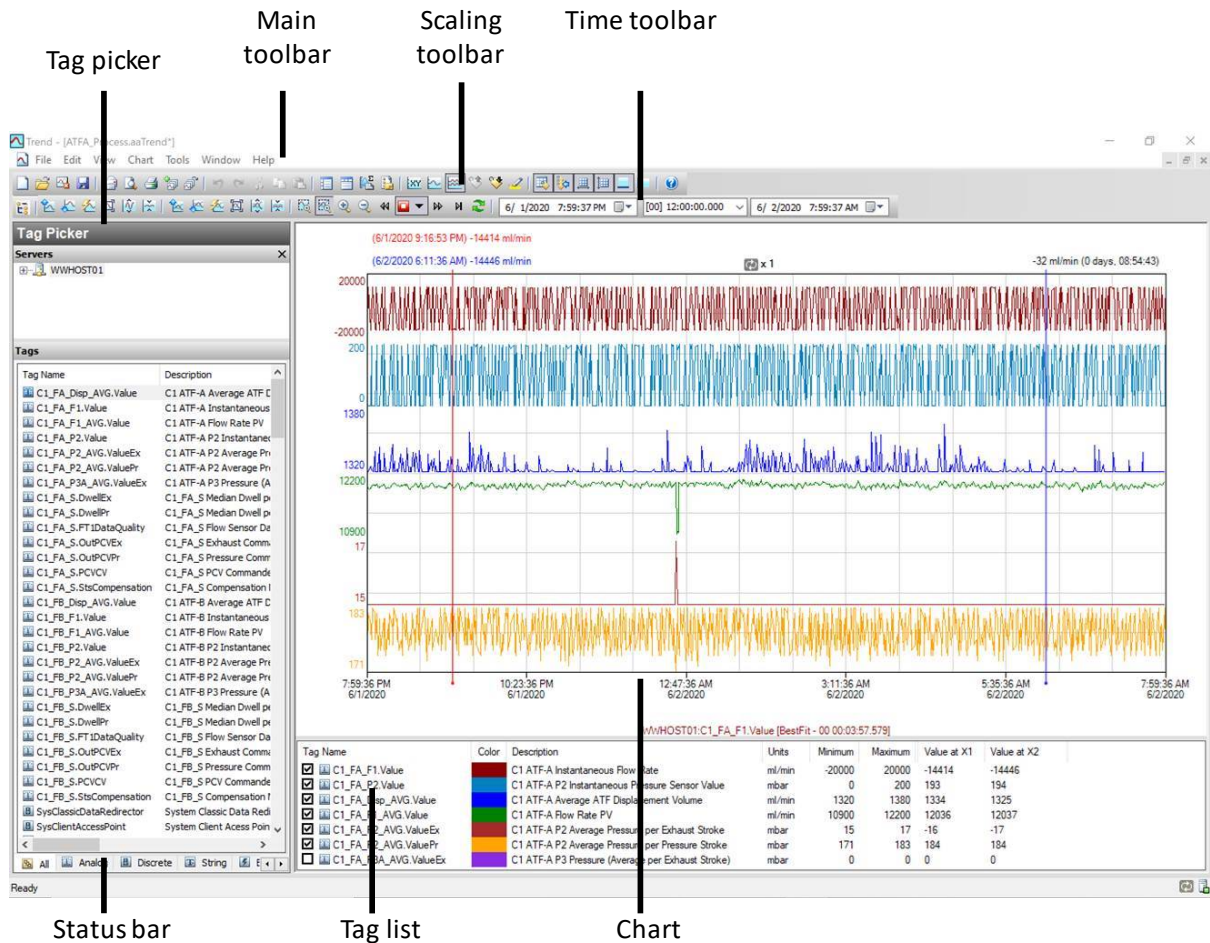 Main
toolbar
Scaling
toolbar
Time toolbar
Tag picker
Trend - [ATFA_Process.aaTrend*]
File Edit View Chart Tools Window Help
6/ 1/2020 7:59:37 PM [00] 12:00:00.000 6/ 2/2020 7:59:37 AM
Tag Picker
Servers
WWHOST01
Tags
Tag Name Description
C1_FA_Disp_AVG.Value C1 ATF-A Average ATF D
C1_FA_F1.Value C1 ATF-A Instantaneous
C1_FA_F1_AVG.Value C1 ATF-A Flow Rate PV
C1_FA_P2.Value C1 ATF-A P2 Instantaneo
C1_FA_P2_AVG.ValueEx C1 ATF-A P2 Average Pre
C1_FA_P2_AVG.ValuePr C1 ATF-A P2 Average Pre
C1_FA_P3A_AVG.ValueEx C1 ATF-A P3 Pressure (A
C1_FA_S.DwellEx C1_FA_S Median Dwell pe
C1_FA_S.DwellPr C1_FA_S Median Dwell pe
C1_FA_S.FT1DataQuality C1_FA_S Flow Sensor Da
C1_FA_S.OutPCVEx C1_FA_S Exhaust Comma
C1_FA_S.OutPCVPr C1_FA_S Pressure Comm
C1_FA_S.PCVCV C1_FA_S PCV Commande
C1_FA_S.StsCompensation C1_FA_S Compensation M
C1_FB_Disp_AVG.Value C1 ATF-B Average ATF D
C1_FB_F1.Value C1 ATF-B Instantaneous
C1_FB_F1_AVG.Value C1 ATF-B Flow Rate PV
C1_FB_P2.Value C1 ATF-B P2 Instantaneo
C1_FB_P2_AVG.ValueEx C1 ATF-B P2 Average Pre
C1_FB_P2_AVG.ValuePr C1 ATF-B P2 Average Pre
C1_FB_P3A_AVG.ValueEx C1 ATF-B P3 Pressure (A
C1_FB_S.DwellEx C1_FB_S Median Dwell pe
C1_FB_S.DwellPr C1_FB_S Median Dwell pe
C1_FB_S.FT1DataQuality C1_FB_S Flow Sensor Da
C1_FB_S.OutPCVEx C1_FB_S Exhaust Comma
C1_FB_S.OutPCVPr C1_FB_S Pressure Comm
C1_FB_S.PCVCV C1_FB_S PCV Commande
C1_FB_S.StsCompensation C1_FB_S Compensation M
SysClassicDataRedirector System Classic Data Redi
SysClientAccessPoint System Client Acess Poin
All Analog Discrete String E
Ready
(6/1/2020 9:16:53 PM) -14414 ml/min
(6/2/2020 6:11:36 AM) -14446 ml/min
x 1
-32 ml/min (0 days, 08:54:43)
20000
-20000
200
0
1380
1320
12200
10900
17
15
183
171
7:59:36 PM 10:23:36 PM 12:47:36 AM 3:11:36 AM 5:35:36 AM 7:59:36 AM
6/1/2020 6/1/2020 6/2/2020 6/2/2020 6/2/2020 6/2/2020
WWHOST01:C1_FA_F1.Value [BestFit - 00 00:03:57.579]
Tag Name Color Description Units Minimum Maximum Value at X1 Value at X2
C1_FA_F1.Value C1 ATF-A Instantaneous Flow Rate ml/min -20000 20000 -14414 -14446
C1_FA_P2.Value C1 ATF-A P2 Instantaneous Pressure Sensor Value mbar 0 200 193 194
C1_FA_Disp_AVG.Value C1 ATF-A Average ATF Displacement Volume ml/min 1320 1380 1334 1325
C1_FA_F1_AVG.Value C1 ATF-A Flow Rate PV ml/min 10900 12200 12036 12037
C1_FA_P2_AVG.ValueEx C1 ATF-A P2 Average Pressure per Exhaust Stroke mbar 15 17 -16 -17
C1_FA_P2_AVG.ValuePr C1 ATF-A P2 Average Pressure per Pressure Stroke mbar 171 183 184 184
C1_FA_P3A_AVG.ValueEx C1 ATF-A P3 Pressure (Average per Exhaust Stroke) mbar 0 0 0 0
Status bar
Tag list
Chart